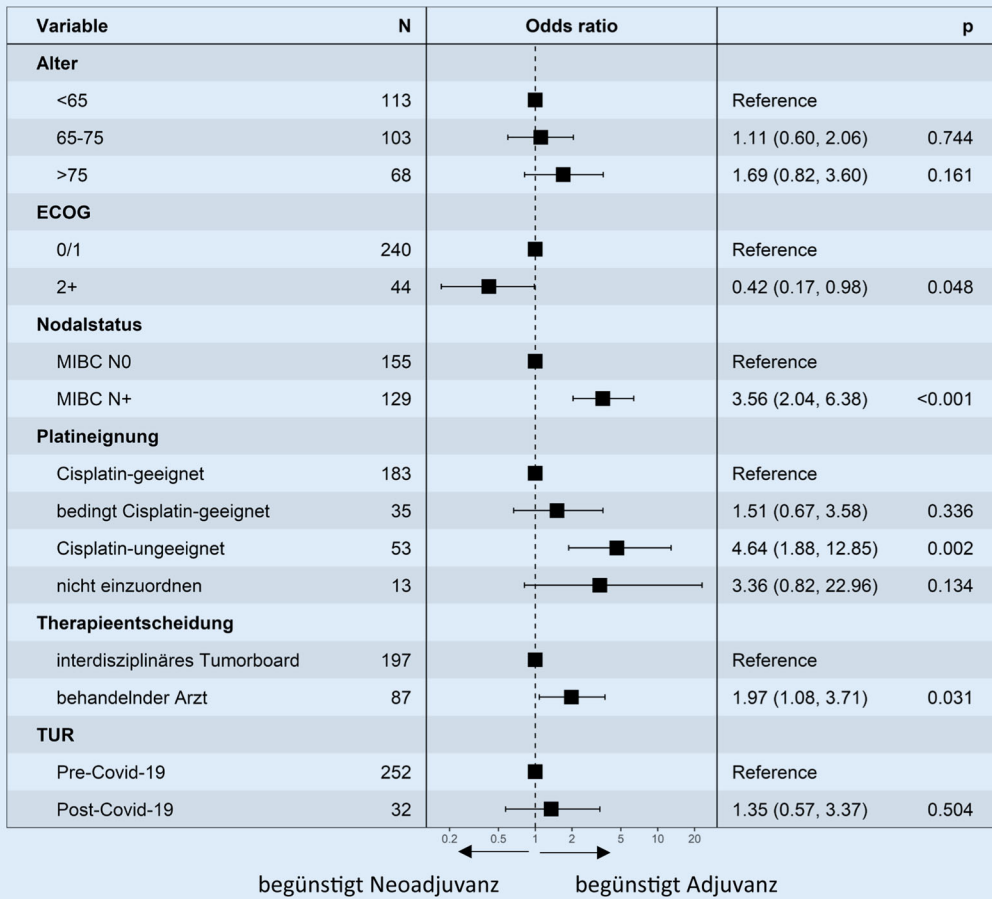 Variable N Odds ratio p
Alter
<65 113 Reference
65-75 103 1.11 (0.60, 2.06) 0.744
>75 68 1.69 (0.82, 3.60) 0.161
ECOG
0/1 240 Reference
2+ 44 0.42 (0.17, 0.98) 0.048
Nodalstatus
MIBC N0 155 Reference
MIBC N+ 129 3.56 (2.04, 6.38) <0.001
Platineignung
Cisplatin-geeignet 183 Reference
bedingt Cisplatin-geeignet 35 1.51 (0.67, 3.58) 0.336
Cisplatin-ungeeignet 53 4.64 (1.88, 12.85) 0.002
nicht einzuordnen 13 3.36 (0.82, 22.96) 0.134
Therapieentscheidung
interdisziplinäres Tumorboard 197 Reference
behandelnder Arzt 87 1.97 (1.08, 3.71) 0.031
TUR
Pre-Covid-19 252 Reference
Post-Covid-19 32 1.35 (0.57, 3.37) 0.504
0.2 0.5 1 2 5 10 20
begünstigt Neoadjuvanz begünstigt Adjuvanz